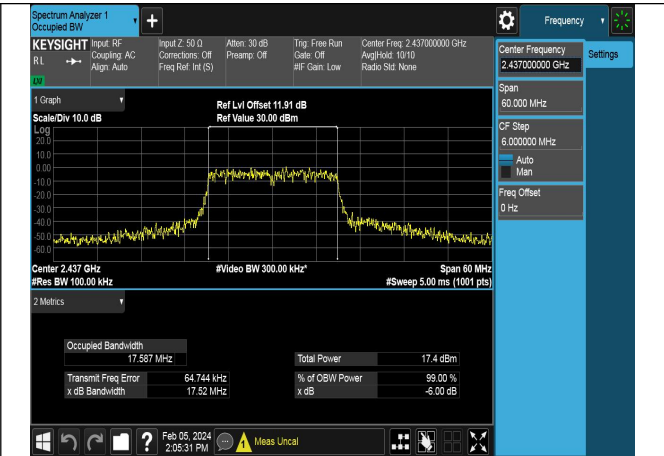 Spectrum Analyzer 1
Occupied BW
+
Frequency
KEYSIGHT
RL
LXI
Input: RF
Coupling: AC
Align: Auto
Input Z: 50 Ω
Corrections: Off
Freq Ref: Int (S)
Atten: 30 dB
Preamp: Off
Trig: Free Run
Gate: Off
#IF Gain: Low
Center Freq: 2.437000000 GHz
Avg|Hold: 10/10
Radio Std: None
Center Frequency
2.437000000 GHz
Settings
Span
60.000 MHz
CF Step
6.000000 MHz
Auto
Man
Freq Offset
0 Hz
1 Graph
Scale/Div 10.0 dB
Ref Lvl Offset 11.91 dB
Ref Value 30.00 dBm
Log
20.0
10.0
0.00
-10.0
-20.0
-30.0
-40.0
-50.0
-60.0
Center 2.437 GHz
#Video BW 300.00 kHz*
Span 60 MHz
#Res BW 100.00 kHz
#Sweep 5.00 ms (1001 pts)
2 Metrics
Occupied Bandwidth
17.587 MHz
Total Power 17.4 dBm
Transmit Freq Error 64.744 kHz
% of OBW Power 99.00 %
x dB Bandwidth 17.52 MHz
x dB -6.00 dB
?
Feb 05, 2024
2:05:31 PM
1
Meas Uncal